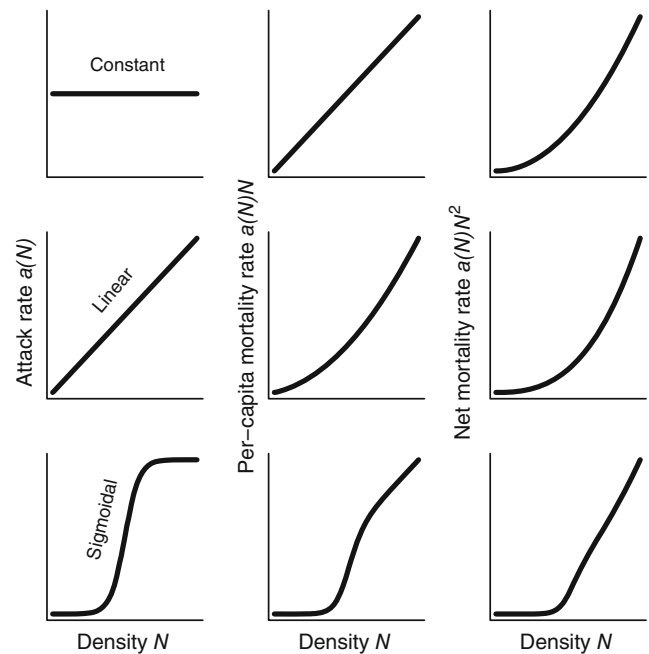 Constant
Linear
Sigmoidal
Attack rate a(N)
Per−capita mortality rate a(N)N
Net mortality rate a(N)N²
Density N
Density N
Density N